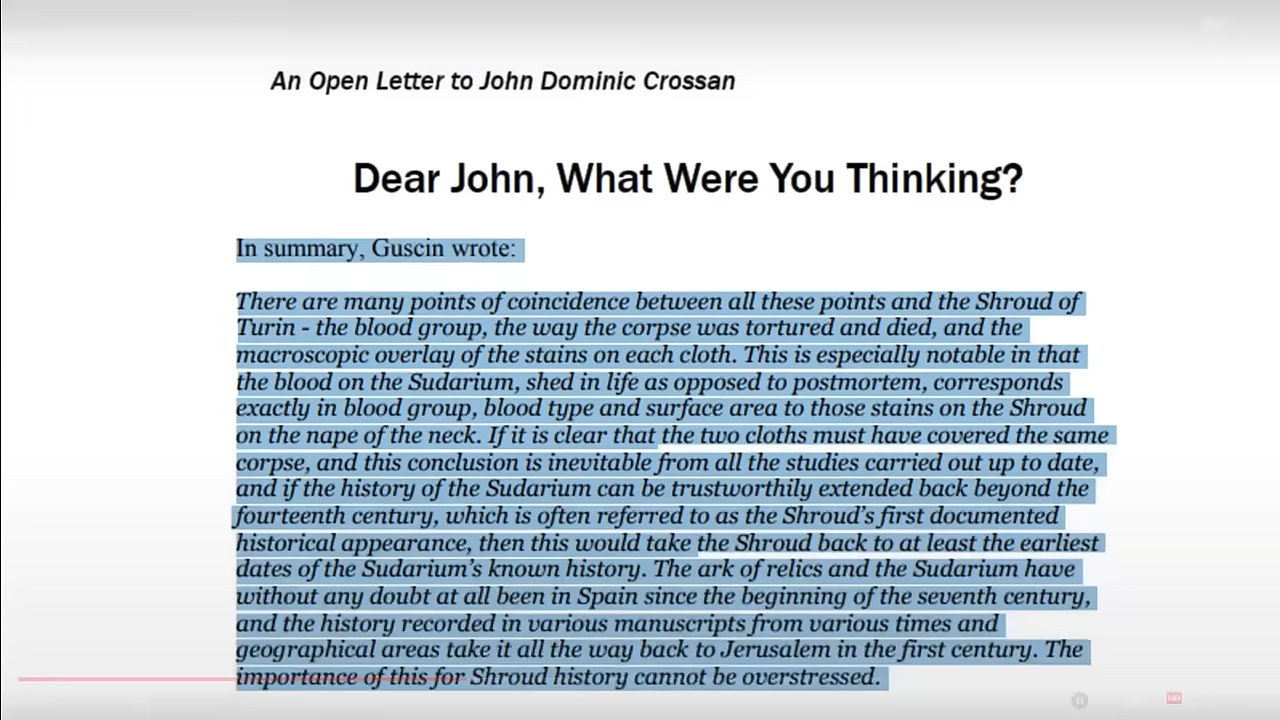 An Open Letter to John Dominic Crossan
Dear John, What Were You Thinking?
In summary, Guscin wrote:
There are many points of coincidence between all these points and the Shroud of
Turin - the blood group, the way the corpse was tortured and died, and the
macroscopic overlay of the stains on each cloth. This is especially notable in that
the blood on the Sudarium, shed in life as opposed to postmortem, corresponds
exactly in blood group, blood type and surface area to those stains on the Shroud
on the nape of the neck. If it is clear that the two cloths must have covered the same
corpse, and this conclusion is inevitable from all the studies carried out up to date,
and if the history of the Sudarium can be trustworthily extended back beyond the
fourteenth century, which is often referred to as the Shroud's first documented
historical appearance, then this would take the Shroud back to at least the earliest
dates of the Sudarium's known history. The ark of relics and the Sudarium have
without any doubt at all been in Spain since the beginning of the seventh century,
and the history recorded in various manuscripts from various times and
geographical areas take it all the way back to Jerusalem in the first century. The
importance of this for Shroud history cannot be overstressed.